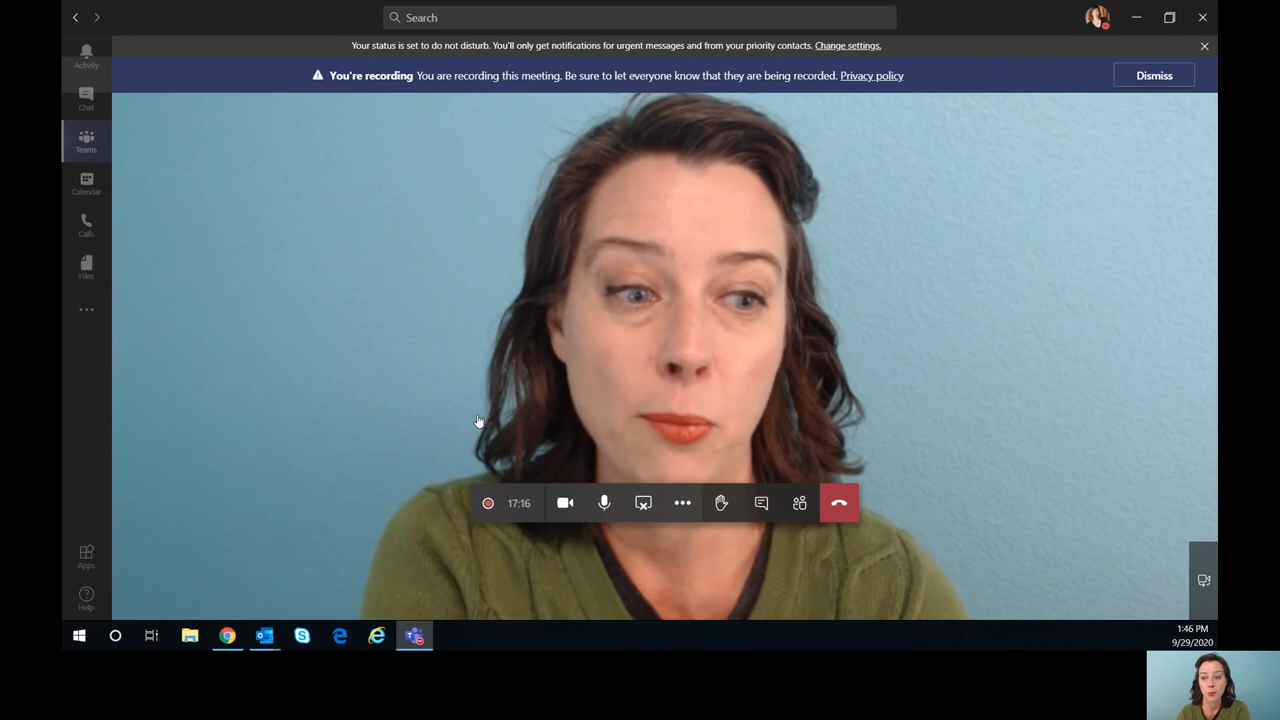 Search
Your status is set to do not disturb. You'll only get notifications for urgent messages and from your priority contacts. Change settings.
You're recording You are recording this meeting. Be sure to let everyone know that they are being recorded. Privacy policy
Dismiss
Activity
Chat
Teams
Calendar
Calls
Files
17:16
Apps
Help
1:46 PM
9/29/2020